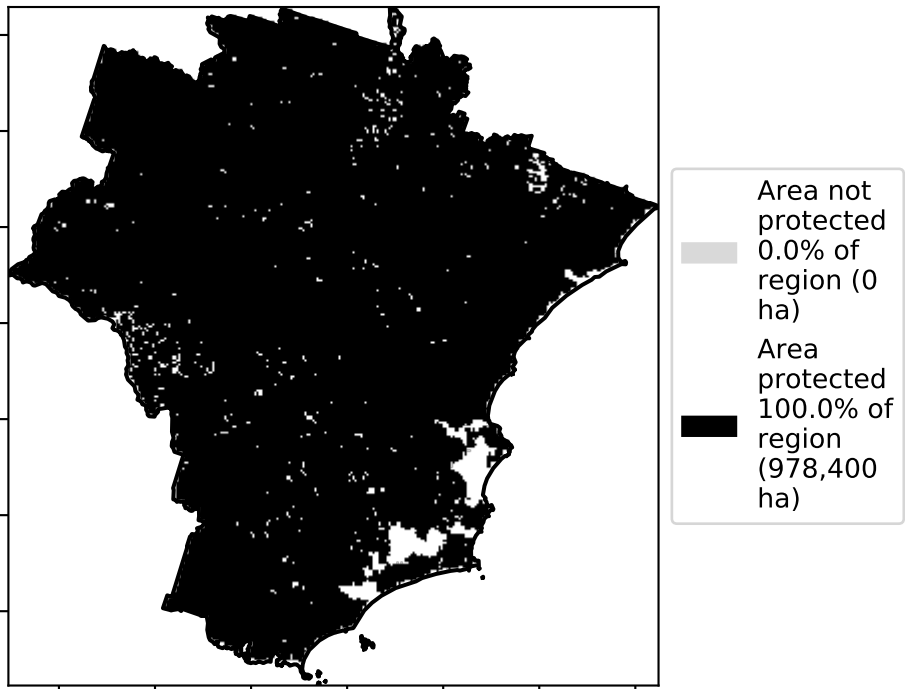 Area not
protected
0.0% of
region (0
ha)
Area
protected
100.0% of
region
(978,400
ha)